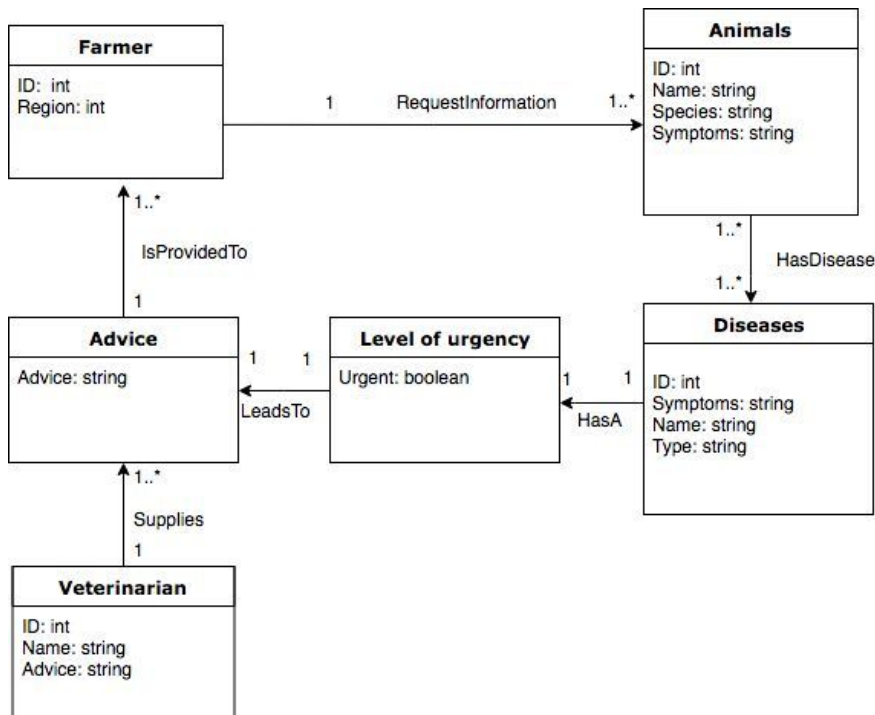 Farmer
ID: int
Region: int
1
RequestInformation
1..*
Animals
ID: int
Name: string
Species: string
Symptoms: string
1..*
IsProvidedTo
1
1..*
HasDisease
1..*
Advice
Advice: string
1
1
LeadsTo
Level of urgency
Urgent: boolean
1
1
HasA
Diseases
ID: int
Symptoms: string
Name: string
Type: string
1..*
Supplies
1
Veterinarian
ID: int
Name: string
Advice: string